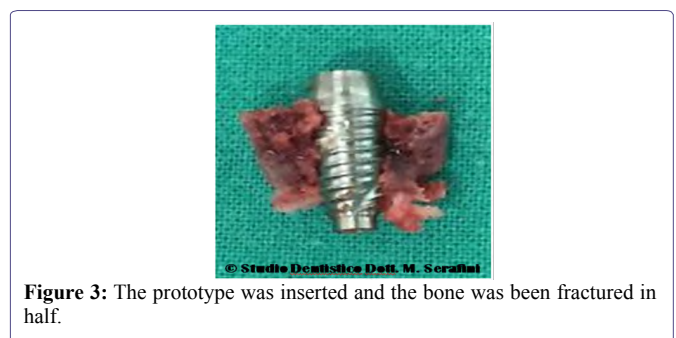 © Studio Dentistico Dott. M. Serafini
Figure 3: The prototype was inserted and the bone was been fractured in
half.